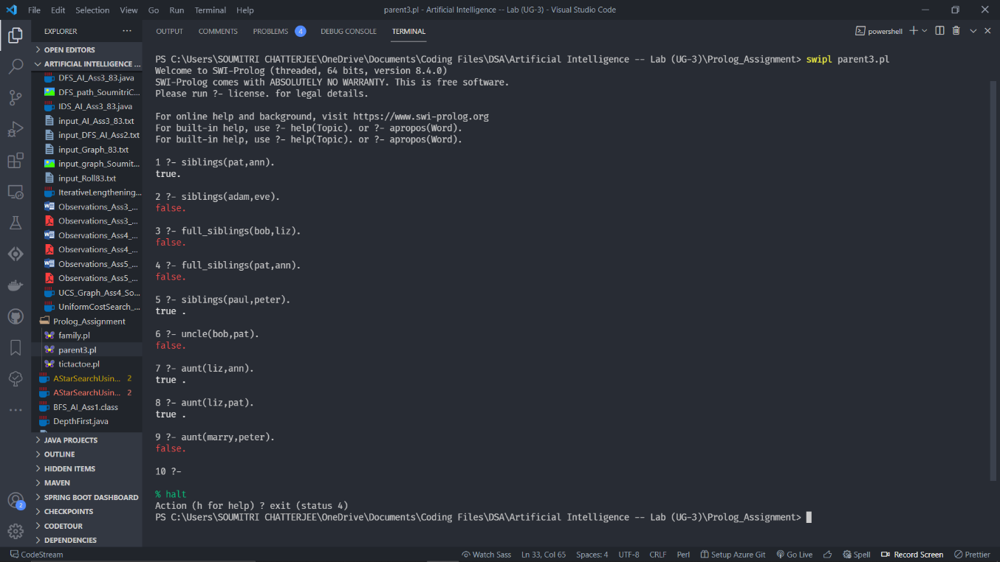 File Edit Selection View Go Run Terminal Help
parent3.pl - Artificial Intelligence -- Lab (UG-3) - Visual Studio Code
EXPLORER ...
OUTPUT COMMENTS PROBLEMS 4 DEBUG CONSOLE TERMINAL
powershell
OPEN EDITORS
ARTIFICIAL INTELLIGENCE ...
DFS_AI_Ass3_83.java
DFS_path_SoumitriC...
IDS_AI_Ass3_83.java
input_AI_Ass3_83.txt
input_DFS_AI_Ass2.txt
input_Graph_83.txt
input_graph_Soumit...
input_Roll83.txt
IterativeLengthening...
Observations_Ass3_...
Observations_Ass3_...
Observations_Ass4_...
Observations_Ass4_...
Observations_Ass5_...
Observations_Ass5_...
UCS_Graph_Ass4_So...
UniformCostSearch_...
Prolog_Assignment
family.pl
parent3.pl
tictactoe.pl
AStarSearchUsin... 2
AStarSearchUsin... 2
BFS_AI_Ass1.class
DepthFirst.java
JAVA PROJECTS
OUTLINE
HIDDEN ITEMS
MAVEN
SPRING BOOT DASHBOARD
CHECKPOINTS
CODETOUR
DEPENDENCIES
2
PS C:\Users\SOUMITRI CHATTERJEE\OneDrive\Documents\Coding Files\DSA\Artificial Intelligence -- Lab (UG-3)\Prolog_Assignment> swipl parent3.pl
Welcome to SWI-Prolog (threaded, 64 bits, version 8.4.0)
SWI-Prolog comes with ABSOLUTELY NO WARRANTY. This is free software.
Please run ?- license. for legal details.
For online help and background, visit https://www.swi-prolog.org
For built-in help, use ?- help(Topic). or ?- apropos(Word).
For built-in help, use ?- help(Topic). or ?- apropos(Word).
1 ?- siblings(pat,ann).
true.
2 ?- siblings(adam,eve).
false.
3 ?- full_siblings(bob,liz).
false.
4 ?- full_siblings(pat,ann).
false.
5 ?- siblings(paul,peter).
true .
6 ?- uncle(bob,pat).
false.
7 ?- aunt(liz,ann).
true .
8 ?- aunt(liz,pat).
true .
9 ?- aunt(marry,peter).
false.
10 ?-
% halt
Action (h for help) ? exit (status 4)
PS C:\Users\SOUMITRI CHATTERJEE\OneDrive\Documents\Coding Files\DSA\Artificial Intelligence -- Lab (UG-3)\Prolog_Assignment>
CodeStream
Watch Sass Ln 33, Col 65 Spaces: 4 UTF-8 CRLF Perl Setup Azure Git Go Live Spell Record Screen Prettier